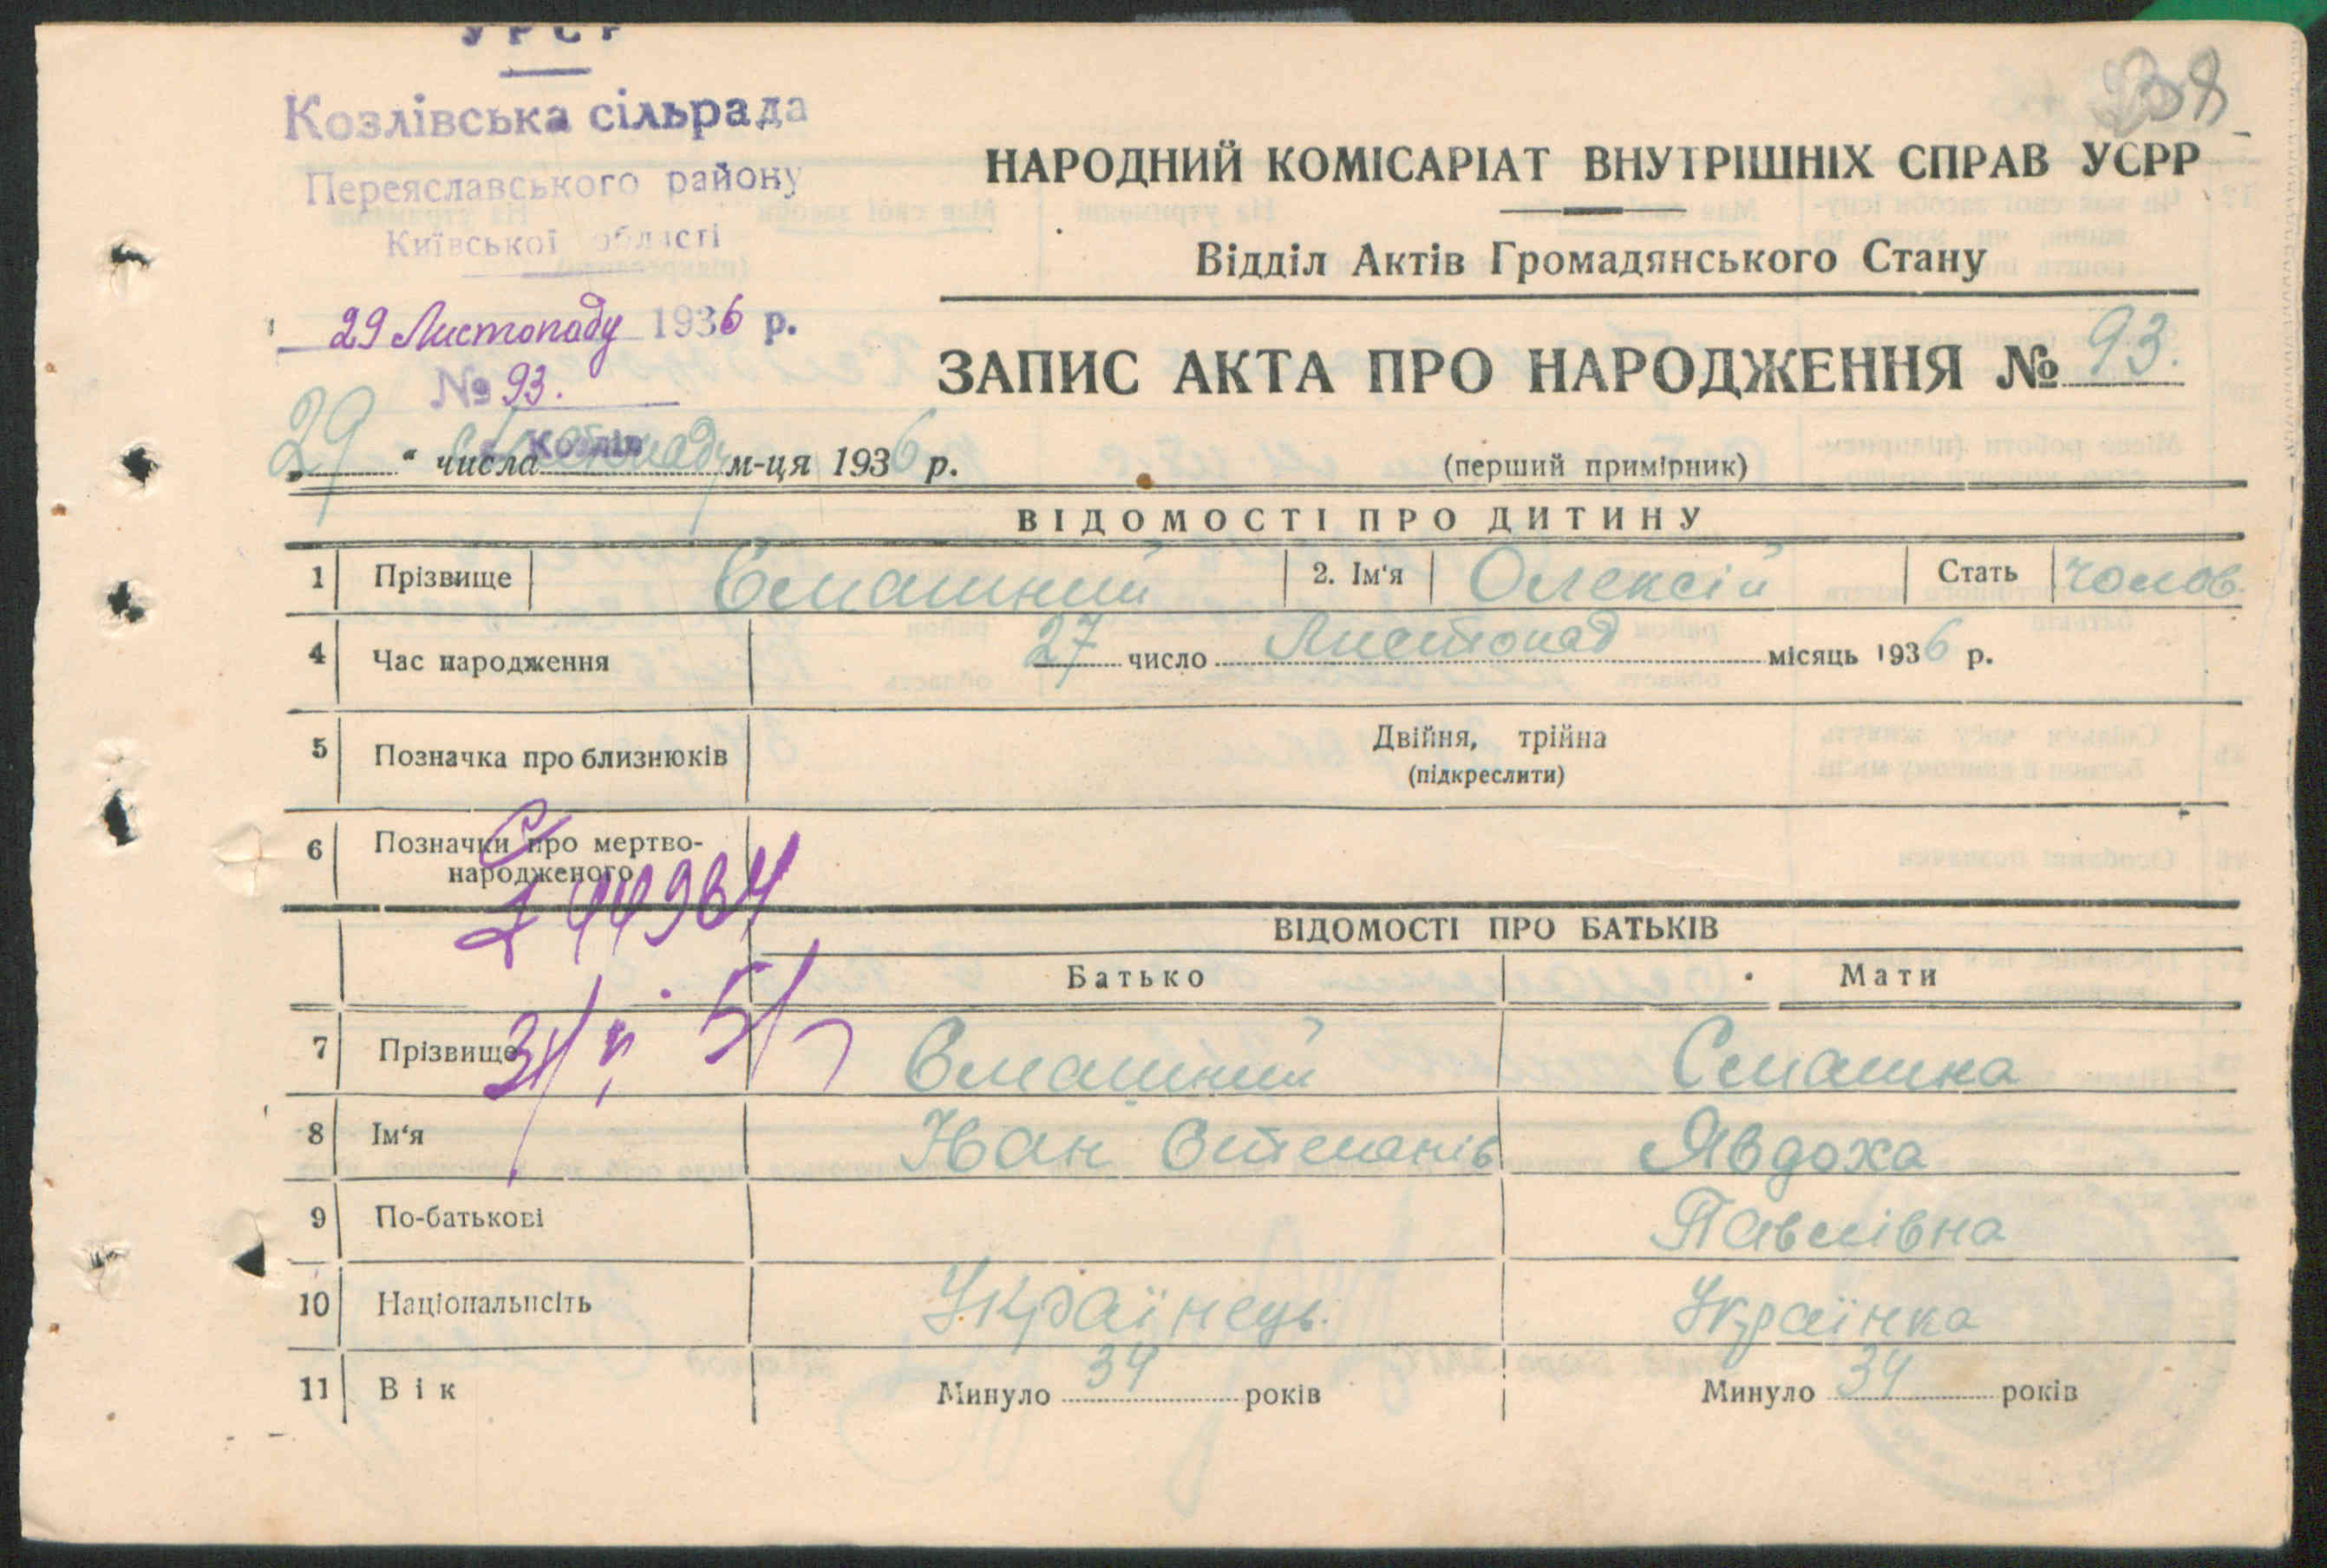 УРСР
Козлівська сільрада
Переяславського району
Київської області
29 Листопаду 1936 р.
№ 93.
с. Козлів
НАРОДНИЙ КОМІСАРІАТ ВНУТРІШНІХ СПРАВ УСРР
Відділ Актів Громадянського Стану
ЗАПИС АКТА ПРО НАРОДЖЕННЯ № 93.
„ 29 “ числа Листопаду м-ця 1936 р.
(перший примірник)
ВІДОМОСТІ ПРО ДИТИНУ
1 Прізвище Смашний 2. Ім'я Олексій Стать чолов.
4 Час народження 27 число Листопад місяць 1936 р.
5 Позначка про близнюків Двійня, трійна
(підкреслити)
6 Позначки про мертво-
народженого
ВІДОМОСТІ ПРО БАТЬКІВ
Батько Мати
7 Прізвище Смашний Смашна
8 Ім'я Іван Степанів Явдоха
9 По-батькові Павлівна
10 Національність Українець. Українка
11 Вік Минуло 34 років Минуло 34 років